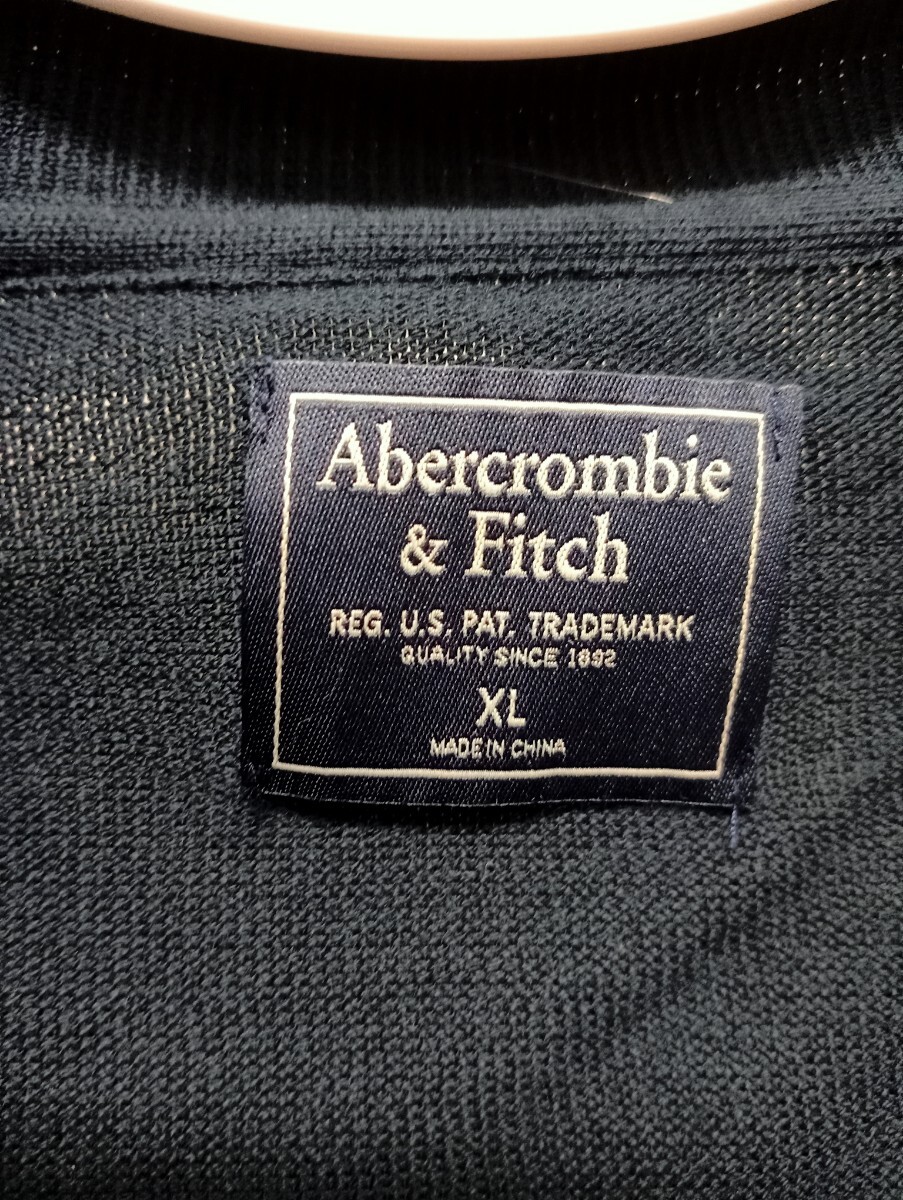 Abercrombie
& Fitch
REG. U.S. PAT. TRADEMARK
QUALITY SINCE 1892
XL
MADE IN CHINA